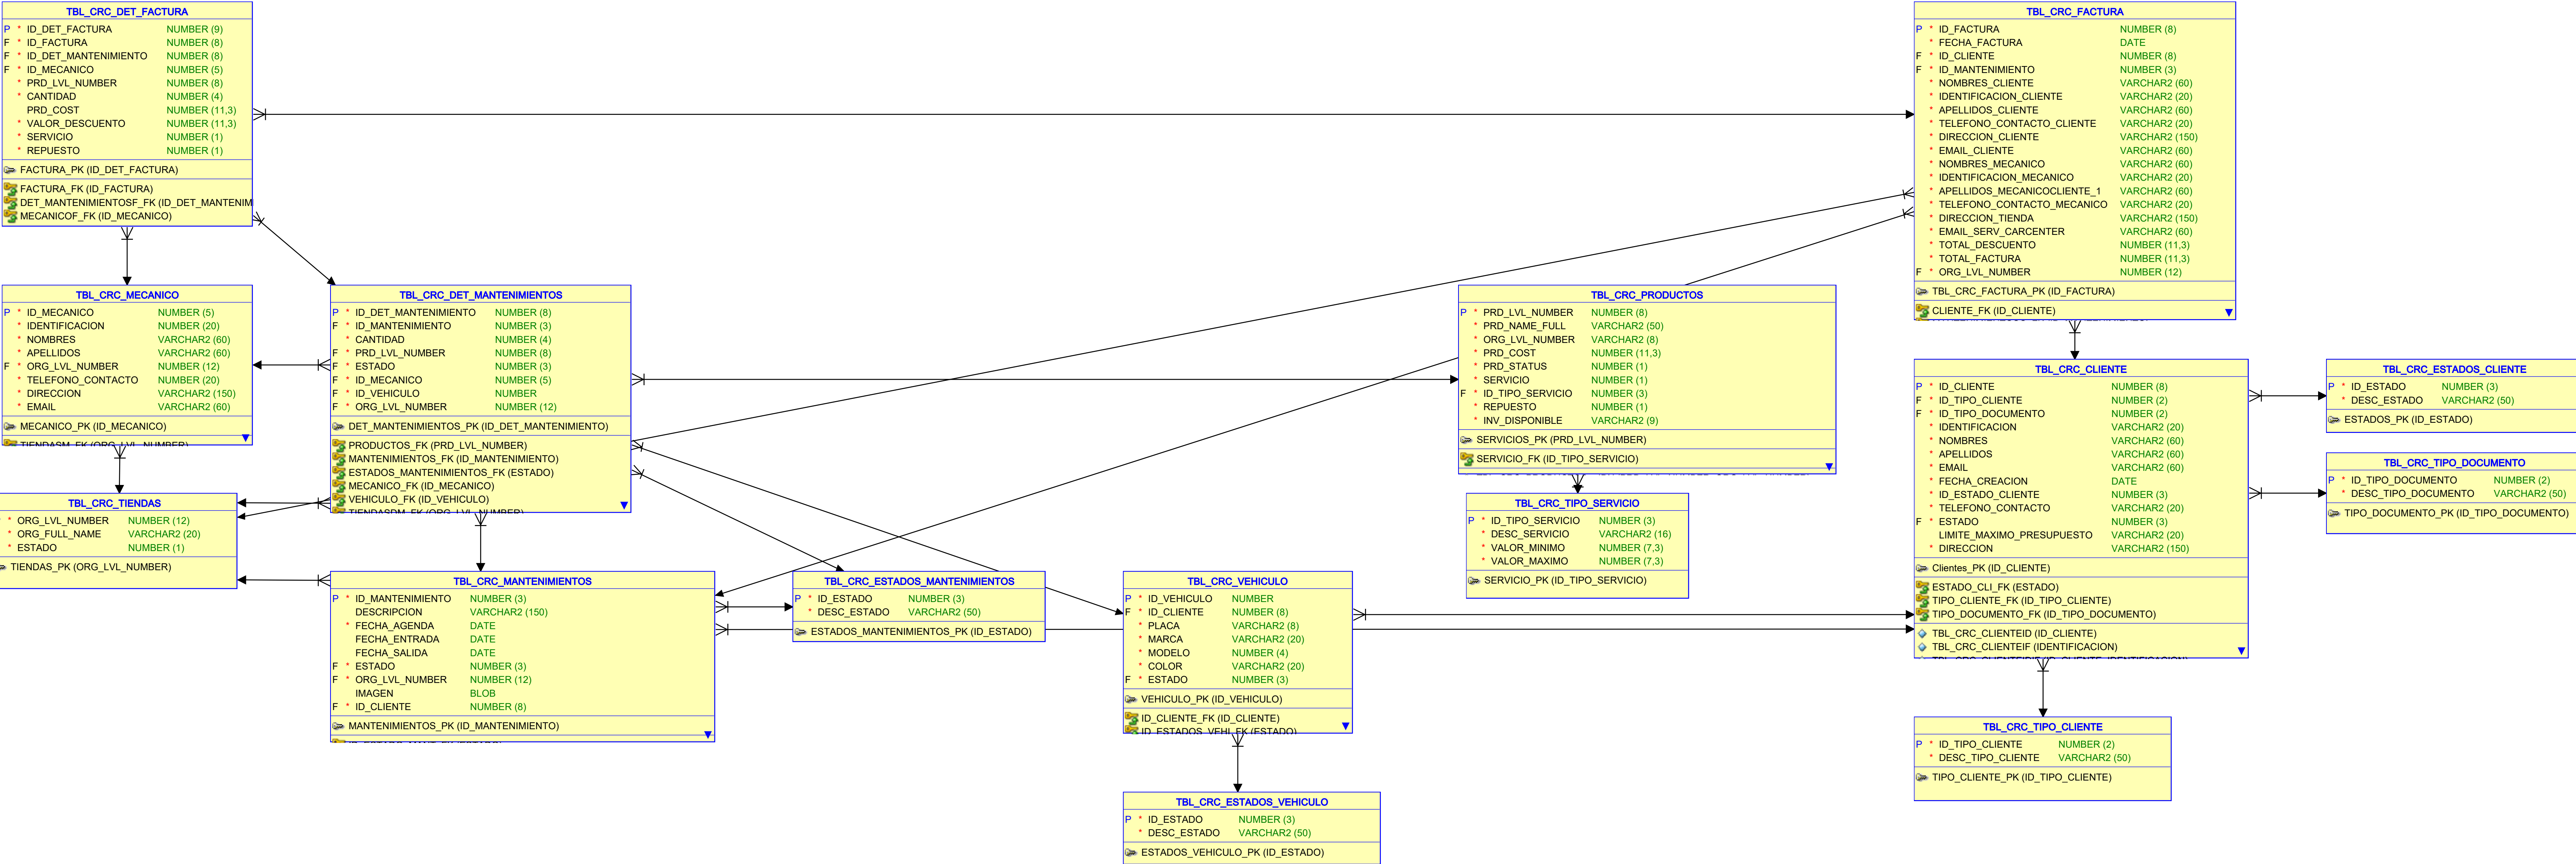 TBL_CRC_DET_FACTURA
P * ID_DET_FACTURA NUMBER (9)
F * ID_FACTURA NUMBER (8)
F * ID_DET_MANTENIMIENTO NUMBER (8)
F * ID_MECANICO NUMBER (5)
* PRD_LVL_NUMBER NUMBER (8)
* CANTIDAD NUMBER (4)
PRD_COST NUMBER (11,3)
* VALOR_DESCUENTO NUMBER (11,3)
* SERVICIO NUMBER (1)
* REPUESTO NUMBER (1)
FACTURA_PK (ID_DET_FACTURA)
FACTURA_FK (ID_FACTURA)
DET_MANTENIMIENTOSF_FK (ID_DET_MANTENIM
MECANICOF_FK (ID_MECANICO)
TBL_CRC_FACTURA
P * ID_FACTURA NUMBER (8)
* FECHA_FACTURA DATE
F * ID_CLIENTE NUMBER (8)
F * ID_MANTENIMIENTO NUMBER (3)
* NOMBRES_CLIENTE VARCHAR2 (60)
* IDENTIFICACION_CLIENTE VARCHAR2 (20)
* APELLIDOS_CLIENTE VARCHAR2 (60)
* TELEFONO_CONTACTO_CLIENTE VARCHAR2 (20)
* DIRECCION_CLIENTE VARCHAR2 (150)
* EMAIL_CLIENTE VARCHAR2 (60)
* NOMBRES_MECANICO VARCHAR2 (60)
* IDENTIFICACION_MECANICO VARCHAR2 (20)
* APELLIDOS_MECANICOCLIENTE_1 VARCHAR2 (60)
* TELEFONO_CONTACTO_MECANICO VARCHAR2 (20)
* DIRECCION_TIENDA VARCHAR2 (150)
* EMAIL_SERV_CARCENTER VARCHAR2 (60)
* TOTAL_DESCUENTO NUMBER (11,3)
* TOTAL_FACTURA NUMBER (11,3)
F * ORG_LVL_NUMBER NUMBER (12)
TBL_CRC_FACTURA_PK (ID_FACTURA)
CLIENTE_FK (ID_CLIENTE)
TBL_CRC_MECANICO
P * ID_MECANICO NUMBER (5)
* IDENTIFICACION NUMBER (20)
* NOMBRES VARCHAR2 (60)
* APELLIDOS VARCHAR2 (60)
F * ORG_LVL_NUMBER NUMBER (12)
* TELEFONO_CONTACTO NUMBER (20)
* DIRECCION VARCHAR2 (150)
* EMAIL VARCHAR2 (60)
MECANICO_PK (ID_MECANICO)
TIENDASM_FK (ORG_LVL_NUMBER)
TBL_CRC_DET_MANTENIMIENTOS
P * ID_DET_MANTENIMIENTO NUMBER (8)
F * ID_MANTENIMIENTO NUMBER (3)
* CANTIDAD NUMBER (4)
F * PRD_LVL_NUMBER NUMBER (8)
F * ESTADO NUMBER (3)
F * ID_MECANICO NUMBER (5)
F * ID_VEHICULO NUMBER
F * ORG_LVL_NUMBER NUMBER (12)
DET_MANTENIMIENTOS_PK (ID_DET_MANTENIMIENTO)
PRODUCTOS_FK (PRD_LVL_NUMBER)
MANTENIMIENTOS_FK (ID_MANTENIMIENTO)
ESTADOS_MANTENIMIENTOS_FK (ESTADO)
MECANICO_FK (ID_MECANICO)
VEHICULO_FK (ID_VEHICULO)
TIENDASDM_FK (ORG_LVL_NUMBER)
TBL_CRC_PRODUCTOS
P * PRD_LVL_NUMBER NUMBER (8)
* PRD_NAME_FULL VARCHAR2 (50)
* ORG_LVL_NUMBER VARCHAR2 (8)
* PRD_COST NUMBER (11,3)
* PRD_STATUS NUMBER (1)
* SERVICIO NUMBER (1)
F * ID_TIPO_SERVICIO NUMBER (3)
* REPUESTO NUMBER (1)
* INV_DISPONIBLE VARCHAR2 (9)
SERVICIOS_PK (PRD_LVL_NUMBER)
SERVICIO_FK (ID_TIPO_SERVICIO)
TBL_CRC_CLIENTE
P * ID_CLIENTE NUMBER (8)
F * ID_TIPO_CLIENTE NUMBER (2)
F * ID_TIPO_DOCUMENTO NUMBER (2)
* IDENTIFICACION VARCHAR2 (20)
* NOMBRES VARCHAR2 (60)
* APELLIDOS VARCHAR2 (60)
* EMAIL VARCHAR2 (60)
* FECHA_CREACION DATE
* ID_ESTADO_CLIENTE NUMBER (3)
* TELEFONO_CONTACTO VARCHAR2 (20)
F * ESTADO NUMBER (3)
LIMITE_MAXIMO_PRESUPUESTO VARCHAR2 (20)
* DIRECCION VARCHAR2 (150)
Clientes_PK (ID_CLIENTE)
ESTADO_CLI_FK (ESTADO)
TIPO_CLIENTE_FK (ID_TIPO_CLIENTE)
TIPO_DOCUMENTO_FK (ID_TIPO_DOCUMENTO)
TBL_CRC_CLIENTEID (ID_CLIENTE)
TBL_CRC_CLIENTEIF (IDENTIFICACION)
TBL_CRC_ESTADOS_CLIENTE
P * ID_ESTADO NUMBER (3)
* DESC_ESTADO VARCHAR2 (50)
ESTADOS_PK (ID_ESTADO)
TBL_CRC_TIPO_DOCUMENTO
P * ID_TIPO_DOCUMENTO NUMBER (2)
* DESC_TIPO_DOCUMENTO VARCHAR2 (50)
TIPO_DOCUMENTO_PK (ID_TIPO_DOCUMENTO)
TBL_CRC_TIENDAS
* ORG_LVL_NUMBER NUMBER (12)
* ORG_FULL_NAME VARCHAR2 (20)
* ESTADO NUMBER (1)
TIENDAS_PK (ORG_LVL_NUMBER)
TBL_CRC_TIPO_SERVICIO
P * ID_TIPO_SERVICIO NUMBER (3)
* DESC_SERVICIO VARCHAR2 (16)
* VALOR_MINIMO NUMBER (7,3)
* VALOR_MAXIMO NUMBER (7,3)
SERVICIO_PK (ID_TIPO_SERVICIO)
TBL_CRC_MANTENIMIENTOS
P * ID_MANTENIMIENTO NUMBER (3)
DESCRIPCION VARCHAR2 (150)
* FECHA_AGENDA DATE
FECHA_ENTRADA DATE
FECHA_SALIDA DATE
F * ESTADO NUMBER (3)
F * ORG_LVL_NUMBER NUMBER (12)
IMAGEN BLOB
F * ID_CLIENTE NUMBER (8)
MANTENIMIENTOS_PK (ID_MANTENIMIENTO)
TBL_CRC_ESTADOS_MANTENIMIENTOS
P * ID_ESTADO NUMBER (3)
* DESC_ESTADO VARCHAR2 (50)
ESTADOS_MANTENIMIENTOS_PK (ID_ESTADO)
TBL_CRC_VEHICULO
P * ID_VEHICULO NUMBER
F * ID_CLIENTE NUMBER (8)
* PLACA VARCHAR2 (8)
* MARCA VARCHAR2 (20)
* MODELO NUMBER (4)
* COLOR VARCHAR2 (20)
F * ESTADO NUMBER (3)
VEHICULO_PK (ID_VEHICULO)
ID_CLIENTE_FK (ID_CLIENTE)
ID_ESTADOS_VEHI_FK (ESTADO)
TBL_CRC_TIPO_CLIENTE
P * ID_TIPO_CLIENTE NUMBER (2)
* DESC_TIPO_CLIENTE VARCHAR2 (50)
TIPO_CLIENTE_PK (ID_TIPO_CLIENTE)
TBL_CRC_ESTADOS_VEHICULO
P * ID_ESTADO NUMBER (3)
* DESC_ESTADO VARCHAR2 (50)
ESTADOS_VEHICULO_PK (ID_ESTADO)